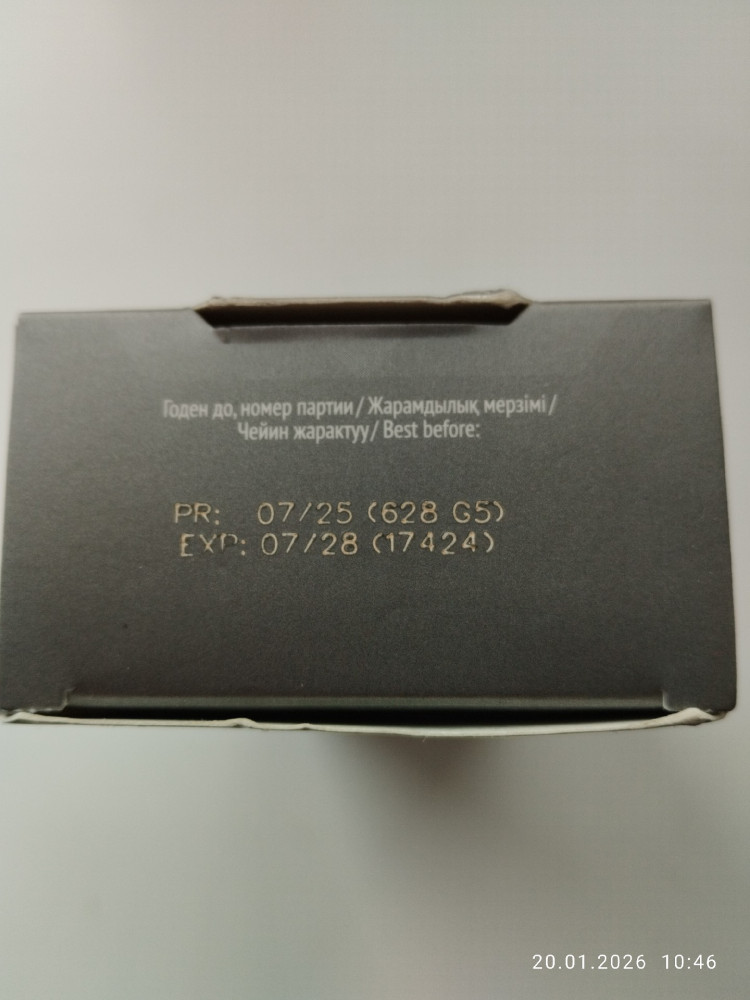 Годен до, номер партии / Жарамдылық мерзімі /
Чейин жарактуу / Best before:
PR: 07/25 (628 G5)
EXP: 07/28 (17424)
20.01.2026 10:46